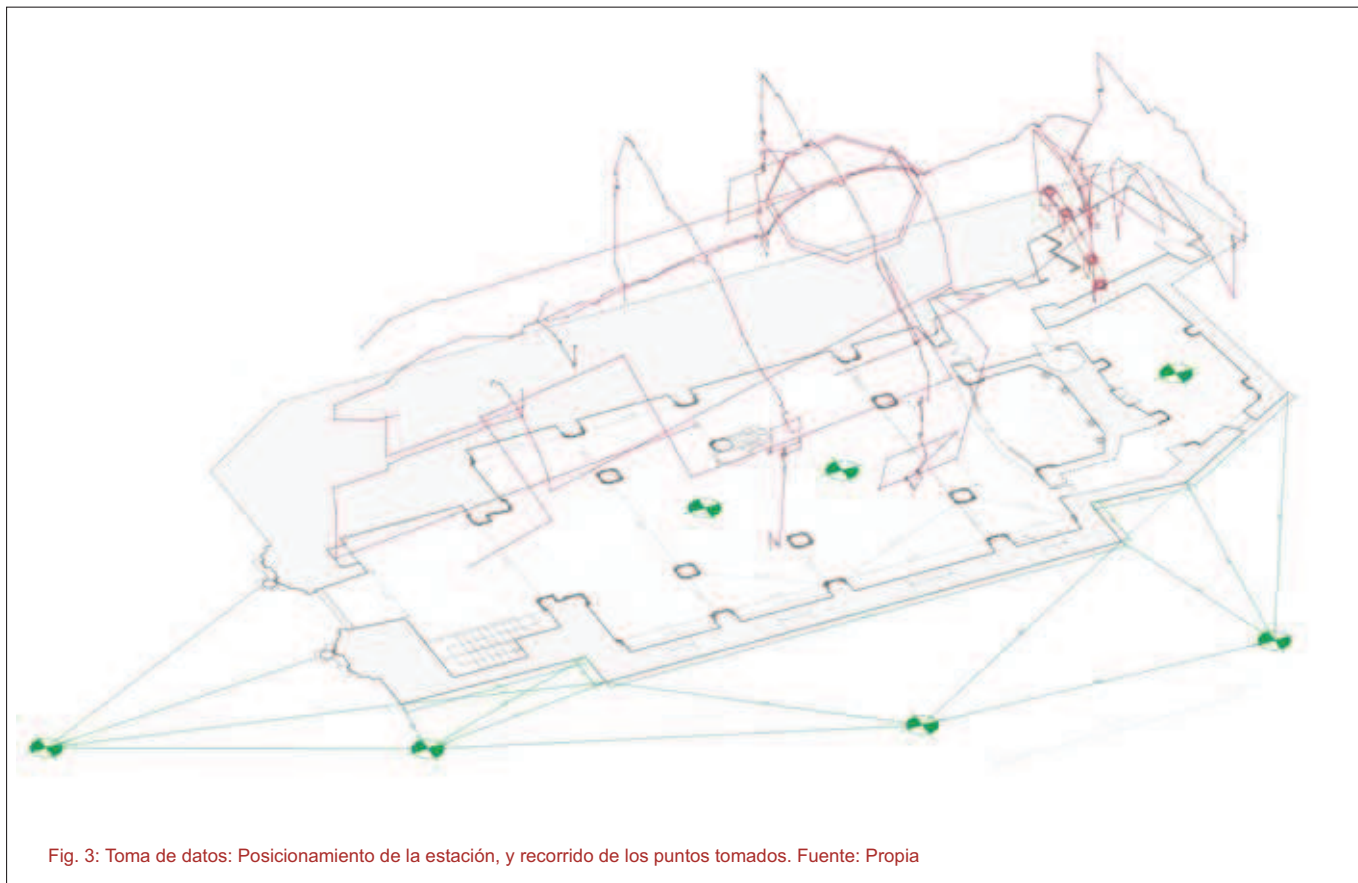 Fig. 3: Toma de datos: Posicionamiento de la estación, y recorrido de los puntos tomados. Fuente: Propia